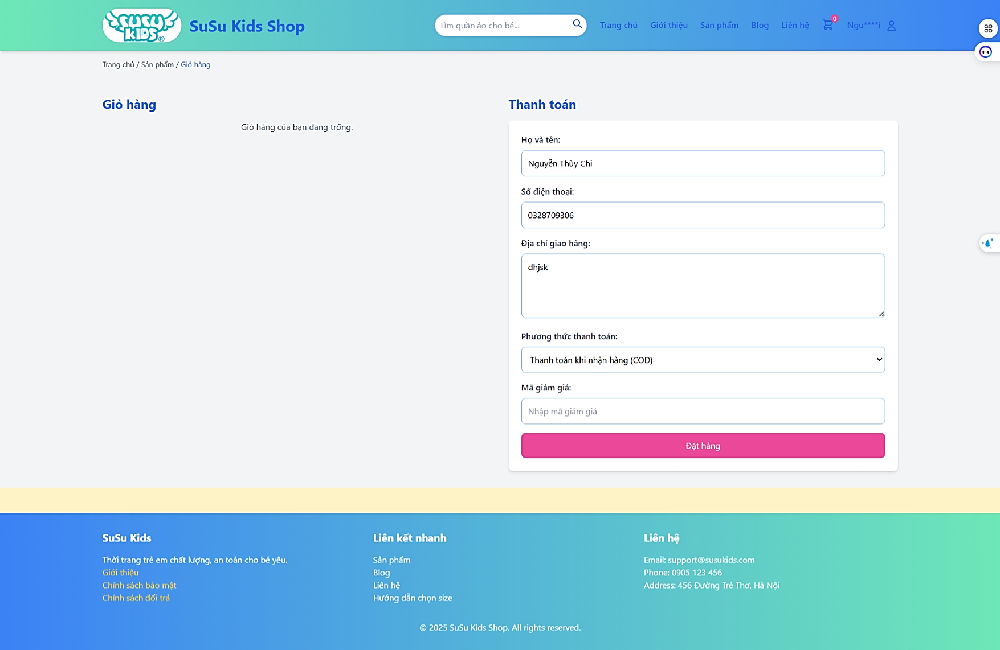 SUSU
KIDS®
SuSu Kids Shop
Tìm quần áo cho bé...
Trang chủ
Giới thiệu
Sản phẩm
Blog
Liên hệ
0
Ngu****i
Trang chủ / Sản phẩm / Giỏ hàng
Giỏ hàng
Giỏ hàng của bạn đang trống.
Thanh toán
Họ và tên:
Nguyễn Thùy Chi
Số điện thoại:
0328709306
Địa chỉ giao hàng:
dhjsk
Phương thức thanh toán:
Thanh toán khi nhận hàng (COD)
Mã giảm giá:
Nhập mã giảm giá
Đặt hàng
SuSu Kids
Thời trang trẻ em chất lượng, an toàn cho bé yêu.
Giới thiệu
Chính sách bảo mật
Chính sách đổi trả
Liên kết nhanh
Sản phẩm
Blog
Liên hệ
Hướng dẫn chọn size
Liên hệ
Email: support@susukids.com
Phone: 0905 123 456
Address: 456 Đường Trẻ Thơ, Hà Nội
© 2025 SuSu Kids Shop. All rights reserved.